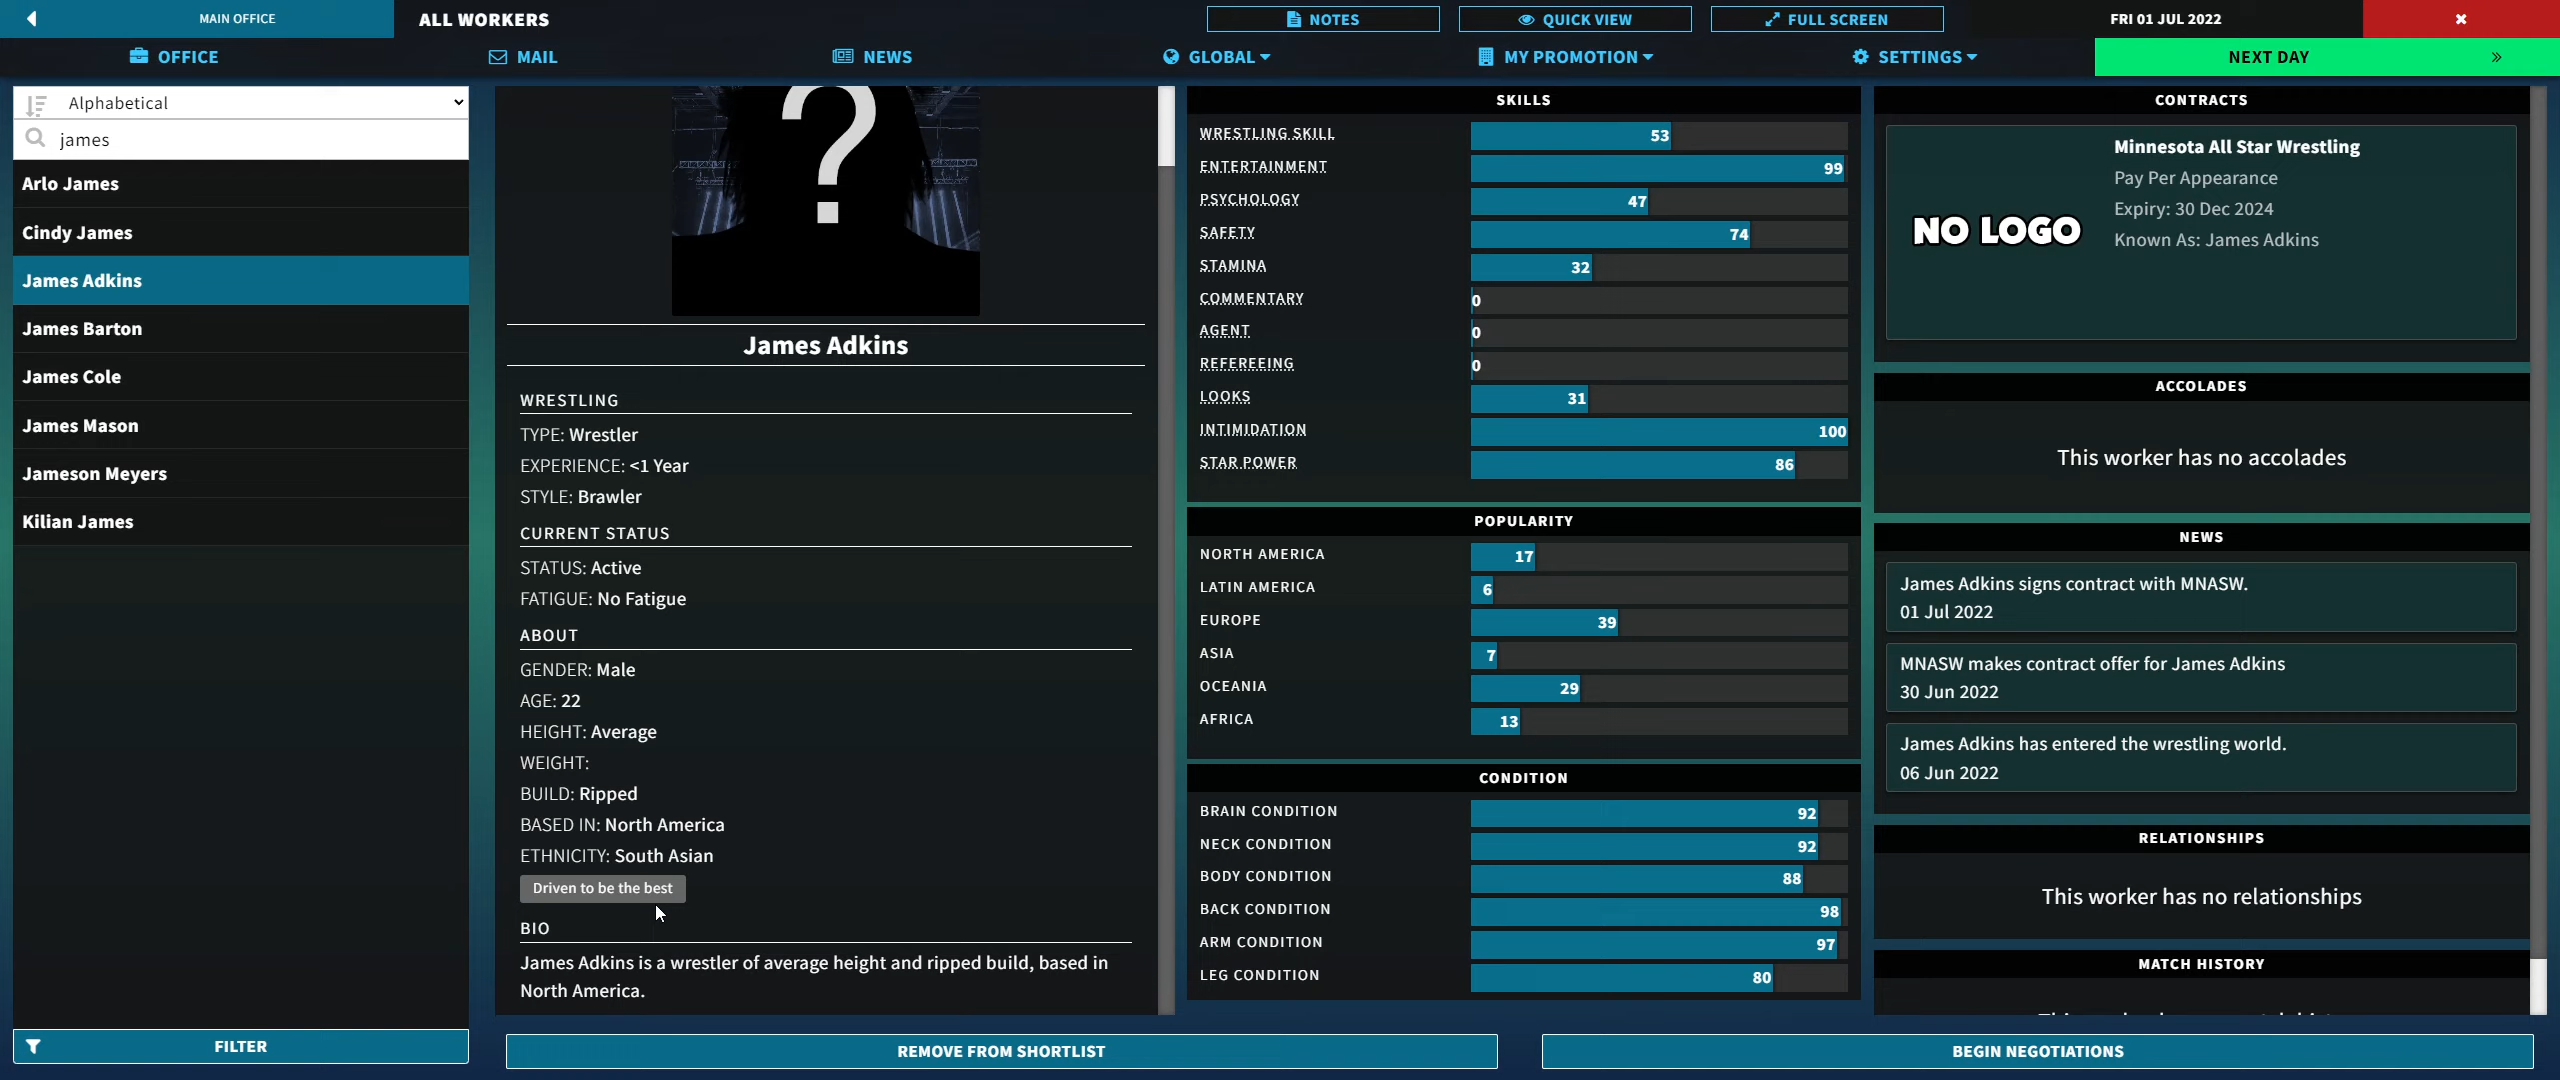 MAIN OFFICE
ALL WORKERS
NOTES
QUICK VIEW
FULL SCREEN
FRI 01 JUL 2022
OFFICE
MAIL
NEWS
GLOBAL
MY PROMOTION
SETTINGS
NEXT DAY
Alphabetical
james
Arlo James
Cindy James
James Adkins
James Barton
James Cole
James Mason
Jameson Meyers
Kilian James
FILTER
?
James Adkins
WRESTLING
TYPE: Wrestler
EXPERIENCE: <1 Year
STYLE: Brawler
CURRENT STATUS
STATUS: Active
FATIGUE: No Fatigue
ABOUT
GENDER: Male
AGE: 22
HEIGHT: Average
WEIGHT:
BUILD: Ripped
BASED IN: North America
ETHNICITY: South Asian
Driven to be the best
BIO
James Adkins is a wrestler of average height and ripped build, based in
North America.
REMOVE FROM SHORTLIST
SKILLS
WRESTLING SKILL 53
ENTERTAINMENT 99
PSYCHOLOGY 47
SAFETY 74
STAMINA 32
COMMENTARY 0
AGENT 0
REFEREEING 0
LOOKS 31
INTIMIDATION 100
STAR POWER 86
POPULARITY
NORTH AMERICA 17
LATIN AMERICA 6
EUROPE 39
ASIA 7
OCEANIA 29
AFRICA 13
CONDITION
BRAIN CONDITION 92
NECK CONDITION 92
BODY CONDITION 88
BACK CONDITION 98
ARM CONDITION 97
LEG CONDITION 80
CONTRACTS
NO LOGO
Minnesota All Star Wrestling
Pay Per Appearance
Expiry: 30 Dec 2024
Known As: James Adkins
ACCOLADES
This worker has no accolades
NEWS
James Adkins signs contract with MNASW.
01 Jul 2022
MNASW makes contract offer for James Adkins
30 Jun 2022
James Adkins has entered the wrestling world.
06 Jun 2022
RELATIONSHIPS
This worker has no relationships
MATCH HISTORY
BEGIN NEGOTIATIONS